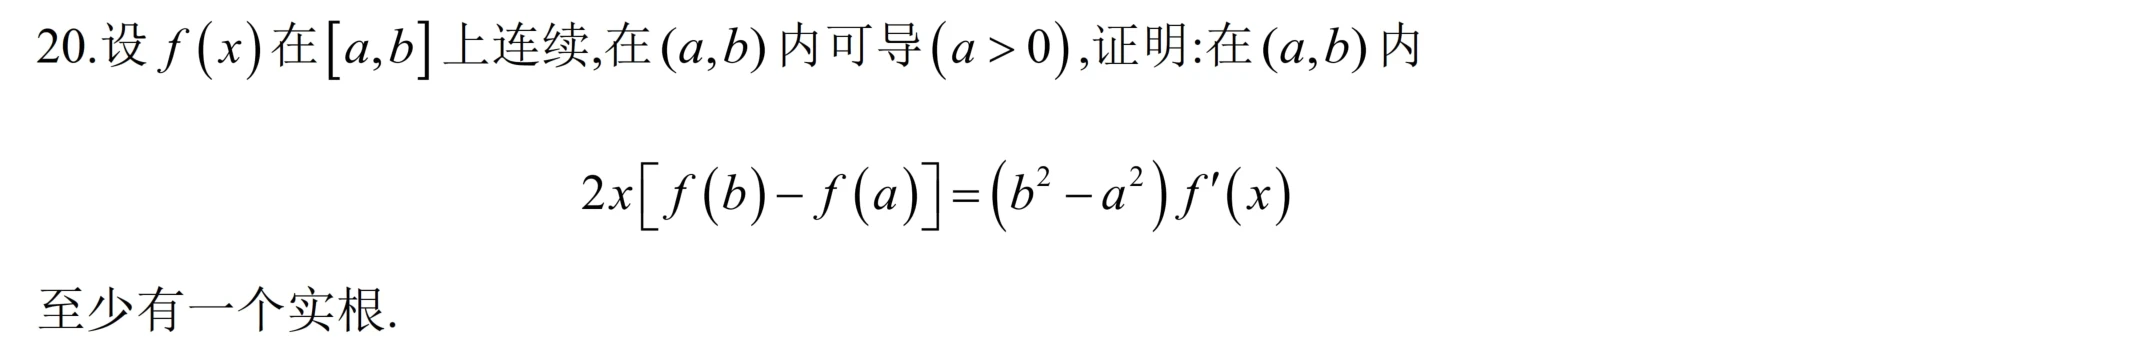 20.设 f(x)在[a,b]上连续,在(a,b)内可导(a>0),证明:在(a,b)内
2x[f(b)-f(a)]=(b²-a²)f'(x)
至少有一个实根.